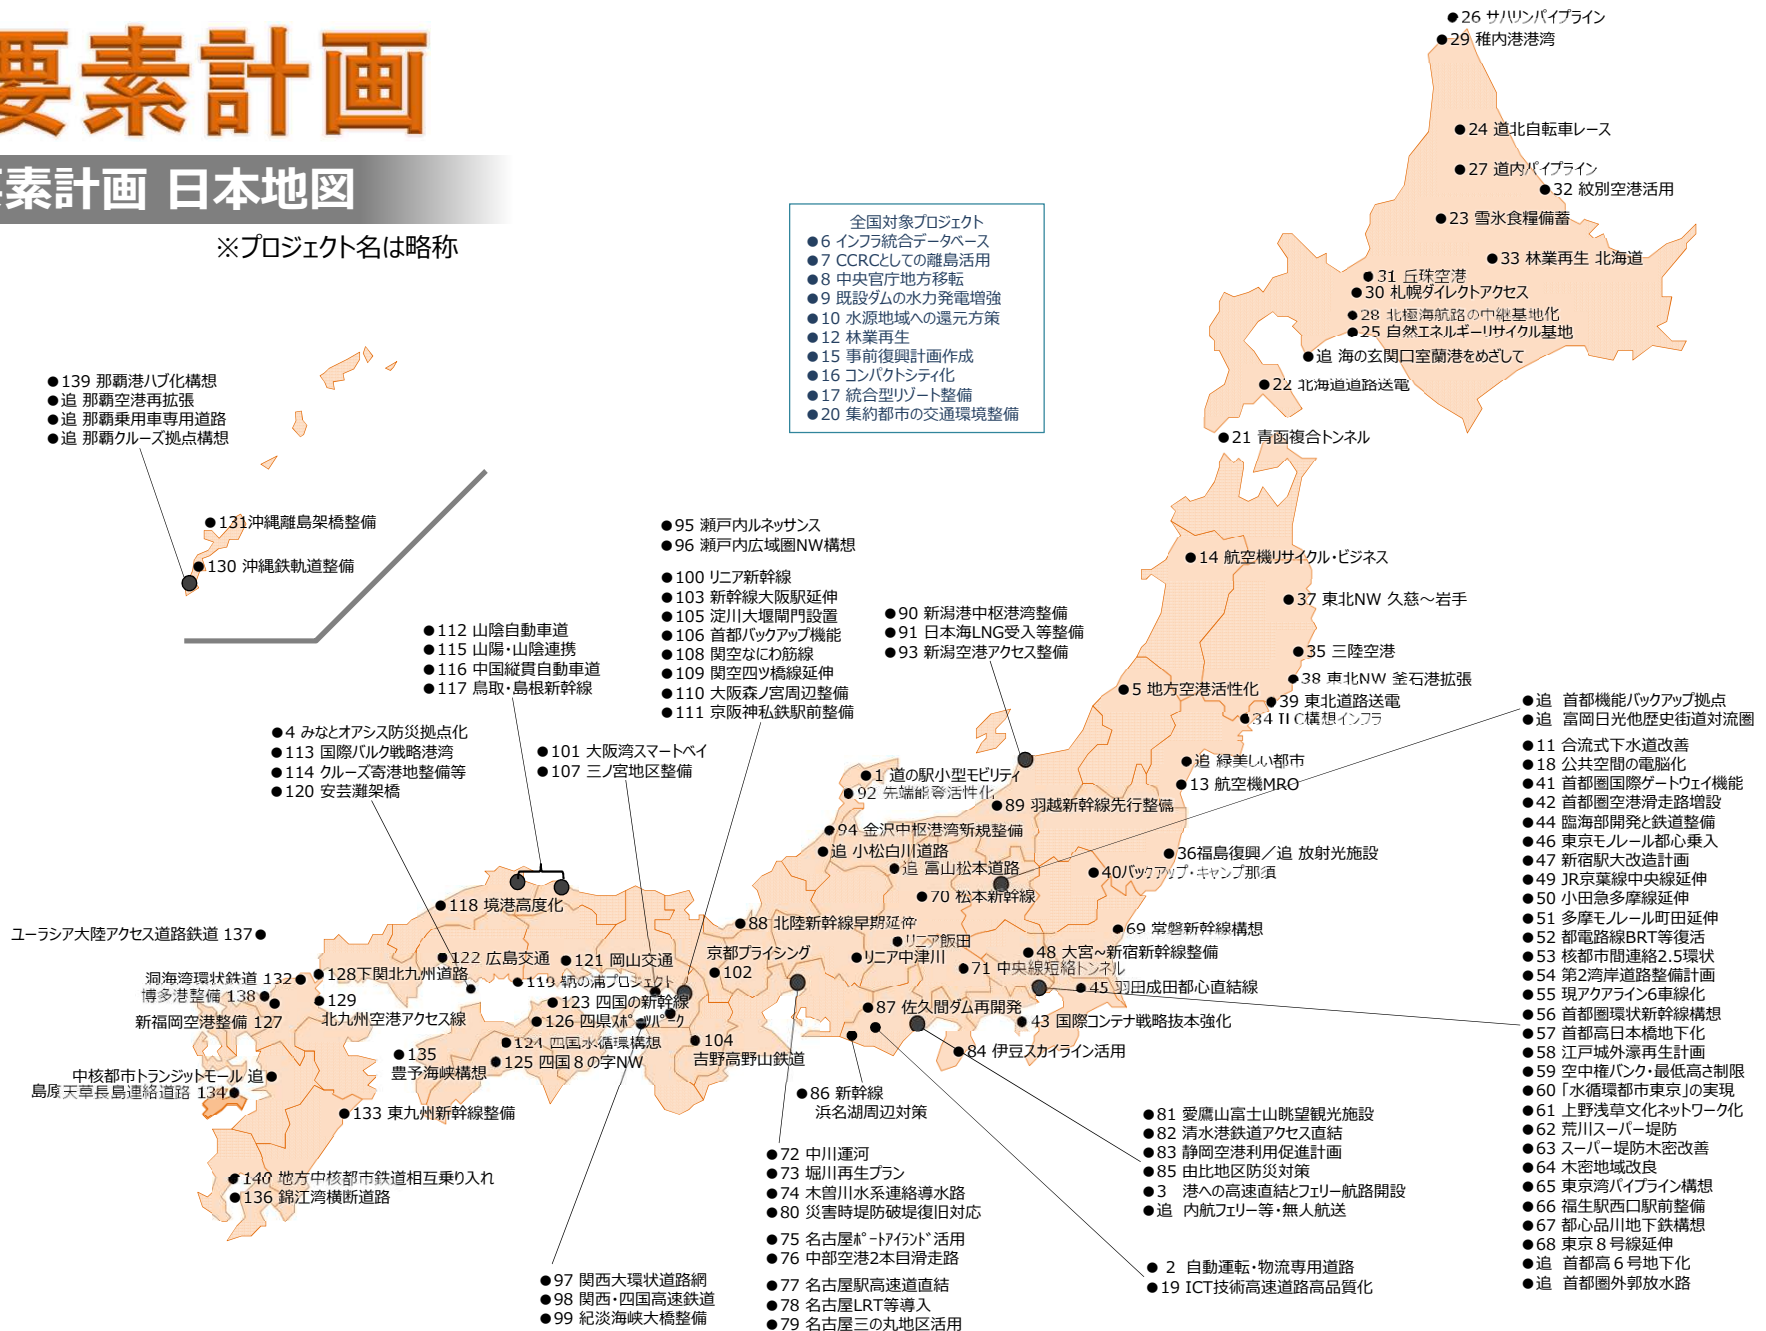 要素計画
要素計画 日本地図
※プロジェクト名は略称
全国対象プロジェクト
●6 インフラ統合データベース
●7 CCRCとしての離島活用
●8 中央官庁地方移転
●9 既設ダムの水力発電増強
●10 水源地域への還元方策
●12 林業再生
●15 事前復興計画作成
●16 コンパクトシティ化
●17 統合型リゾート整備
●20 集約都市の交通環境整備
●26 サハリンパイプライン
●29 稚内港港湾
●24 道北自転車レース
●27 道内パイプライン
●32 紋別空港活用
●23 雪氷食糧備蓄
●33 林業再生 北海道
●31 丘珠空港
●30 札幌ダイレクトアクセス
●28 北極海航路の中継基地化
●25 自然エネルギーリサイクル基地
●追 海の玄関口室蘭港をめざして
●22 北海道道路送電
●21 青函複合トンネル
●139 那覇港ハブ化構想
●追 那覇空港再拡張
●追 那覇乗用車専用道路
●追 那覇クルーズ拠点構想
●131沖縄離島架橋整備
●130 沖縄鉄軌道整備
●95 瀬戸内ルネッサンス
●96 瀬戸内広域圏NW構想
●100 リニア新幹線
●103 新幹線大阪駅延伸
●105 淀川大堰閘門設置
●106 首都バックアップ機能
●108 関空なにわ筋線
●109 関空四ツ橋線延伸
●110 大阪森ノ宮周辺整備
●111 京阪神私鉄駅前整備
●112 山陰自動車道
●115 山陽・山陰連携
●116 中国縦貫自動車道
●117 鳥取・島根新幹線
●4 みなとオアシス防災拠点化
●113 国際バルク戦略港湾
●114 クルーズ寄港地整備等
●120 安芸灘架橋
●101 大阪湾スマートベイ
●107 三ノ宮地区整備
●90 新潟港中枢港湾整備
●91 日本海LNG受入等整備
●93 新潟空港アクセス整備
●14 航空機リサイクル・ビジネス
●37 東北NW 久慈～岩手
●35 三陸空港
●38 東北NW 釜石港拡張
●39 東北道路送電
●34 ILC構想インフラ
●5 地方空港活性化
●追 緑美しい都市
●13 航空機MRO
●1 道の駅小型モビリティ
●92 先端能登活性化
●89 羽越新幹線先行整備
●94 金沢中枢港湾新規整備
●追 小松白川道路
●追 富山松本道路
●70 松本新幹線
●36福島復興／追 放射光施設
●40バックアップ・キャンプ那須
●69 常磐新幹線構想
●48 大宮~新宿新幹線整備
●71 中央線短絡トンネル
●45 羽田成田都心直結線
●43 国際コンテナ戦略抜本強化
●84 伊豆スカイライン活用
●87 佐久間ダム再開発
●リニア飯田
●リニア中津川
●88 北陸新幹線早期延伸
京都プライシング
●102
●104
吉野高野山鉄道
●86 新幹線
浜名湖周辺対策
●118 境港高度化
ユーラシア大陸アクセス道路鉄道 137●
●122 広島交通
●121 岡山交通
●119 鞆の浦プロジェクト
●123 四国の新幹線
●126 四県スポーツパーク
●124 四国水循環構想
●125 四国８の字NW
洞海湾環状鉄道 132●
●128下関北九州道路
博多港整備 138●
●129
北九州空港アクセス線
新福岡空港整備 127
●135
豊予海峡構想
中核都市トランジットモール 追●
島原天草長島連絡道路 134●
●133 東九州新幹線整備
●140 地方中核都市鉄道相互乗り入れ
●136 錦江湾横断道路
●97 関西大環状道路網
●98 関西・四国高速鉄道
●99 紀淡海峡大橋整備
●72 中川運河
●73 堀川再生プラン
●74 木曽川水系連絡導水路
●80 災害時堤防破堤復旧対応
●75 名古屋ﾎﾟｰﾄｱｲﾗﾝﾄﾞ活用
●76 中部空港2本目滑走路
●77 名古屋駅高速道直結
●78 名古屋LRT等導入
●79 名古屋三の丸地区活用
●81 愛鷹山富士山眺望観光施設
●82 清水港鉄道アクセス直結
●83 静岡空港利用促進計画
●85 由比地区防災対策
●3 港への高速直結とフェリー航路開設
●追 内航フェリー等・無人航送
●2 自動運転・物流専用道路
●19 ICT技術高速道路高品質化
●追 首都機能バックアップ拠点
●追 富岡日光他歴史街道対流圏
●11 合流式下水道改善
●18 公共空間の電脳化
●41 首都圏国際ゲートウェイ機能
●42 首都圏空港滑走路増設
●44 臨海部開発と鉄道整備
●46 東京モノレール都心乗入
●47 新宿駅大改造計画
●49 JR京葉線中央線延伸
●50 小田急多摩線延伸
●51 多摩モノレール町田延伸
●52 都電路線BRT等復活
●53 核都市間連絡2.5環状
●54 第2湾岸道路整備計画
●55 現アクアライン6車線化
●56 首都圏環状新幹線構想
●57 首都高日本橋地下化
●58 江戸城外濠再生計画
●59 空中権バンク・最低高さ制限
●60「水循環都市東京」の実現
●61 上野浅草文化ネットワーク化
●62 荒川スーパー堤防
●63 スーパー堤防木密改善
●64 木密地域改良
●65 東京湾パイプライン構想
●66 福生駅西口駅前整備
●67 都心品川地下鉄構想
●68 東京８号線延伸
●追 首都高６号地下化
●追 首都圏外郭放水路